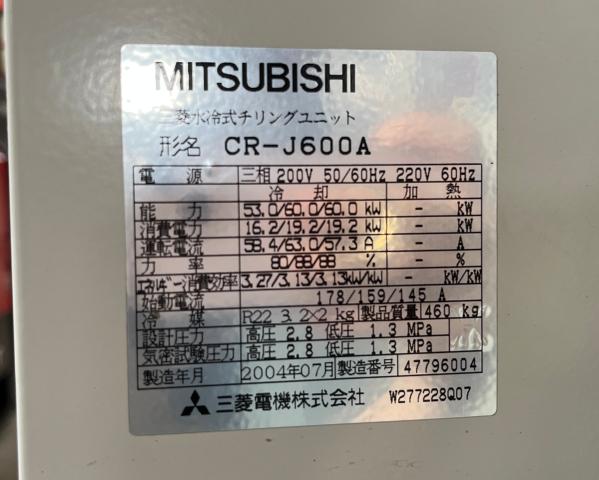 MITSUBISHI
三菱水冷式チリングユニット
形名 CR-J600A
電源 三相 200V 50/60Hz 220V 60Hz
冷却 加熱
能力 53.0/60.0/60.0 kW - kW
消費電力 16.2/19.2/19.2 kW - kW
運転電流 58.4/63.0/57.3 A - A
力率 80/88/88 % - %
エネルギー消費効率 3.27/3.13/3.13kW/kW - kW/kW
始動電流 178/159/145 A
冷媒 R22 3.2×2 kg 製品質量 460 kg
設計圧力 高圧 2.8 低圧 1.3 MPa
気密試験圧力 高圧 2.8 低圧 1.3 MPa
製造年月 2004年07月 製造番号 47796004
三菱電機株式会社 W277228Q07